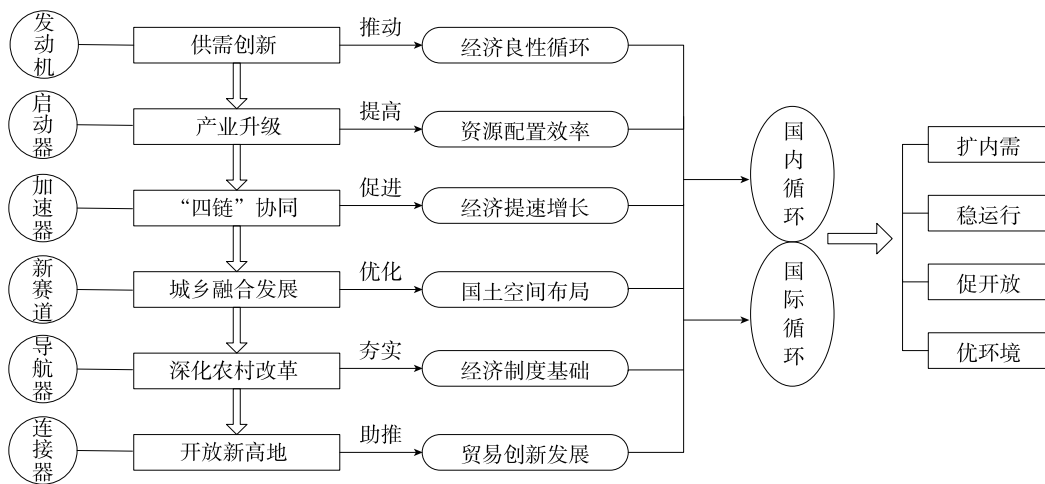 发动机
供需创新
推动
经济良性循环
启动器
产业升级
提高
资源配置效率
加速器
“四链”协同
促进
经济提速增长
新赛道
城乡融合发展
优化
国土空间布局
导航器
深化农村改革
夯实
经济制度基础
连接器
开放新高地
助推
贸易创新发展
国内循环
国际循环
扩内需
稳运行
促开放
优环境